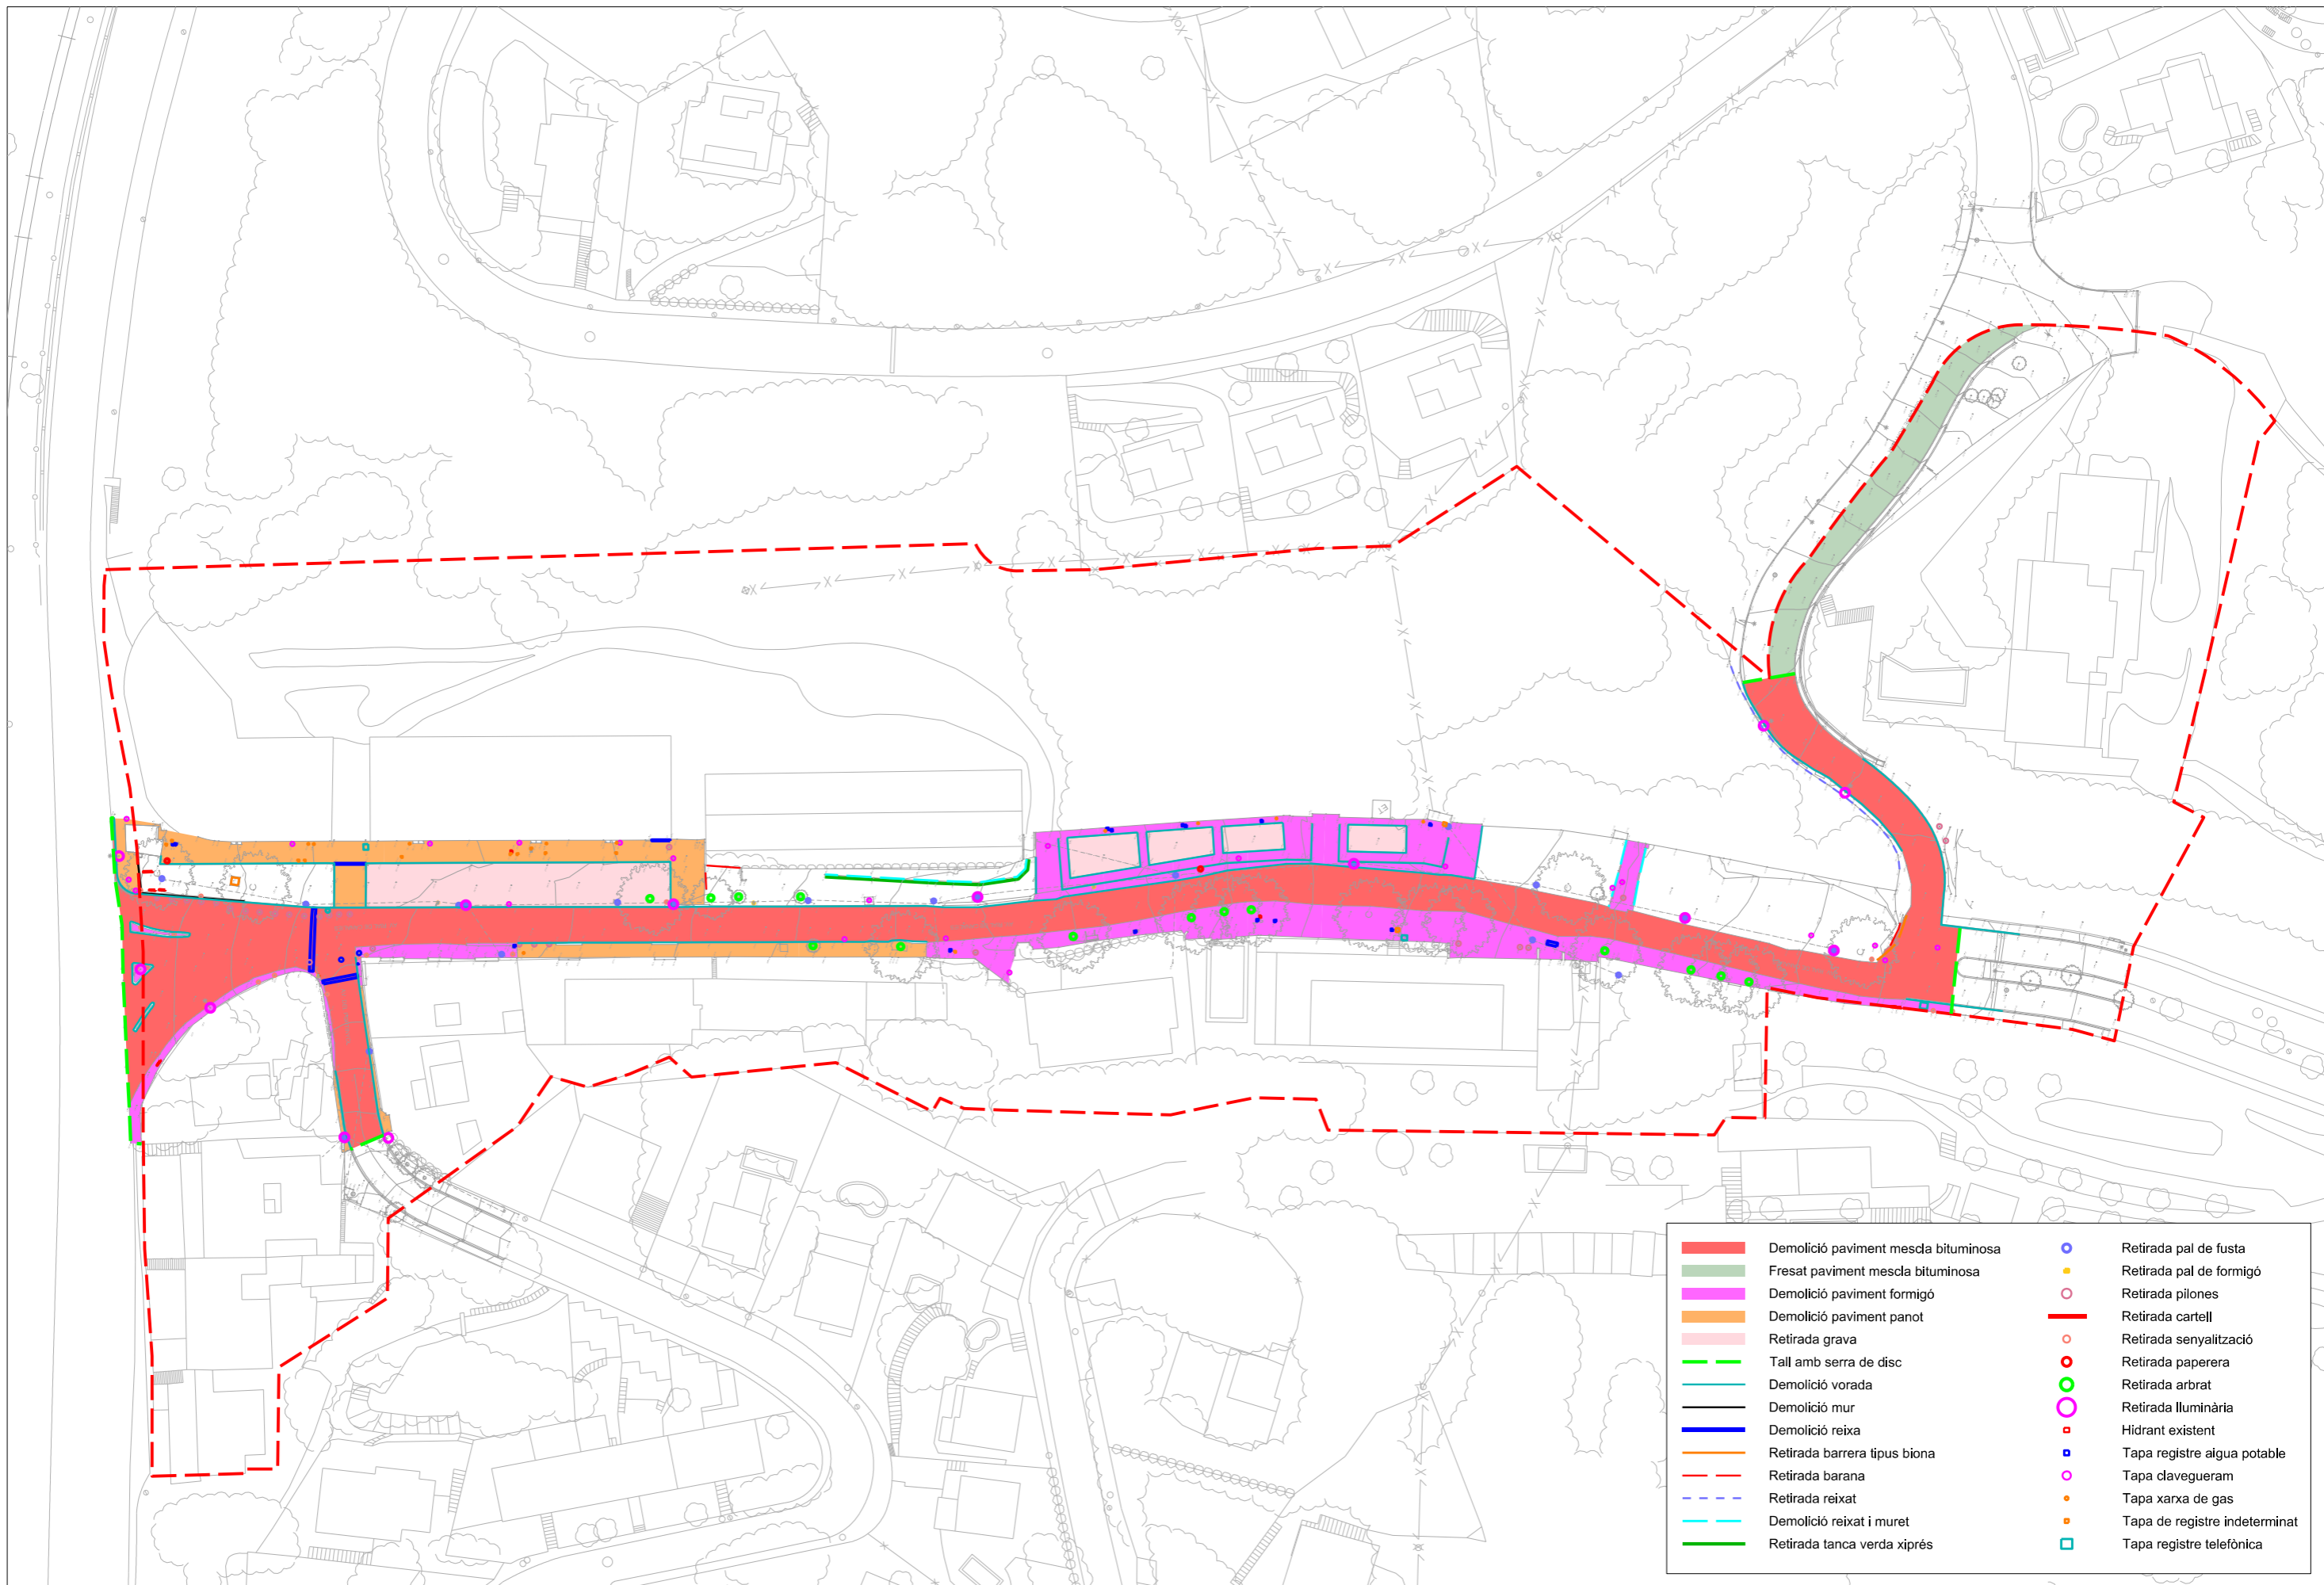 Demolició paviment mescla bituminosa
Fresat paviment mescla bituminosa
Demolició paviment formigó
Demolició paviment panot
Retirada grava
Tall amb serra de disc
Demolició vorada
Demolició mur
Demolició reixa
Retirada barrera tipus biona
Retirada barana
Retirada reixat
Demolició reixat i muret
Retirada tanca verda xiprés
Retirada pal de fusta
Retirada pal de formigó
Retirada pilones
Retirada cartell
Retirada senyalització
Retirada paperera
Retirada arbrat
Retirada lluminària
Hidrant existent
Tapa registre aigua potable
Tapa clavegueram
Tapa xarxa de gas
Tapa de registre indeterminat
Tapa registre telefònica